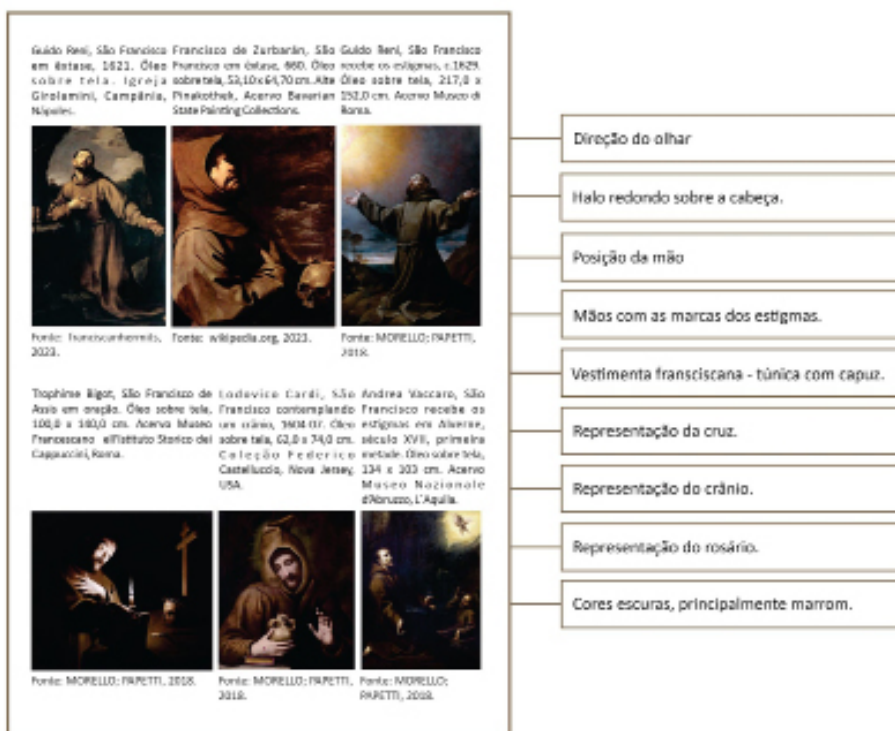 Guido Reni, São Francisco
em êxtase, 1621. Óleo
sobre tela. Igreja
Girolamini, Campânia,
Nápoles.
Francisco de Zurbarán, São
Francisco em êxtase, 660. Óleo
sobre tela, 53,10x64,70 cm. Alte
Pinakothek, Acervo Bavarian
State Painting Collections.
Guido Reni, São Francisco
recebe os estigmas, c.1629.
Óleo sobre tela, 217,0 x
152,0 cm. Acervo Museo di
Roma.
Fonte: franciscanhermits,
2023.
Fonte: wikipedia.org, 2023.
Fonte: MORELLO; PAPETTI,
2018.
Trophime Bigot, São Francisco de
Assis em oração. Óleo sobre tela,
100,0 x 140,0 cm. Acervo Museo
Francescano ell'Istituto Storico dei
Cappuccini, Roma.
Lodovico Cardi, São
Francisco contemplando
um crânio, 1604-07. Óleo
sobre tela, 62,0 x 74,0 cm.
Coleção Federico
Castelluccio, Nova Jersey,
USA.
Andrea Vaccaro, São
Francisco recebe os
estigmas em Alverne,
século XVII, primeira
metade. Óleo sobre tela,
134 x 103 cm. Acervo
Museo Nazionale
d'Abruzzo, L'Aquila.
Fonte: MORELLO; PAPETTI, 2018.
Fonte: MORELLO; PAPETTI,
2018.
Fonte: MORELLO;
PAPETTI, 2018.
Direção do olhar
Halo redondo sobre a cabeça.
Posição da mão
Mãos com as marcas dos estigmas.
Vestimenta fransciscana - túnica com capuz.
Representação da cruz.
Representação do crânio.
Representação do rosário.
Cores escuras, principalmente marrom.